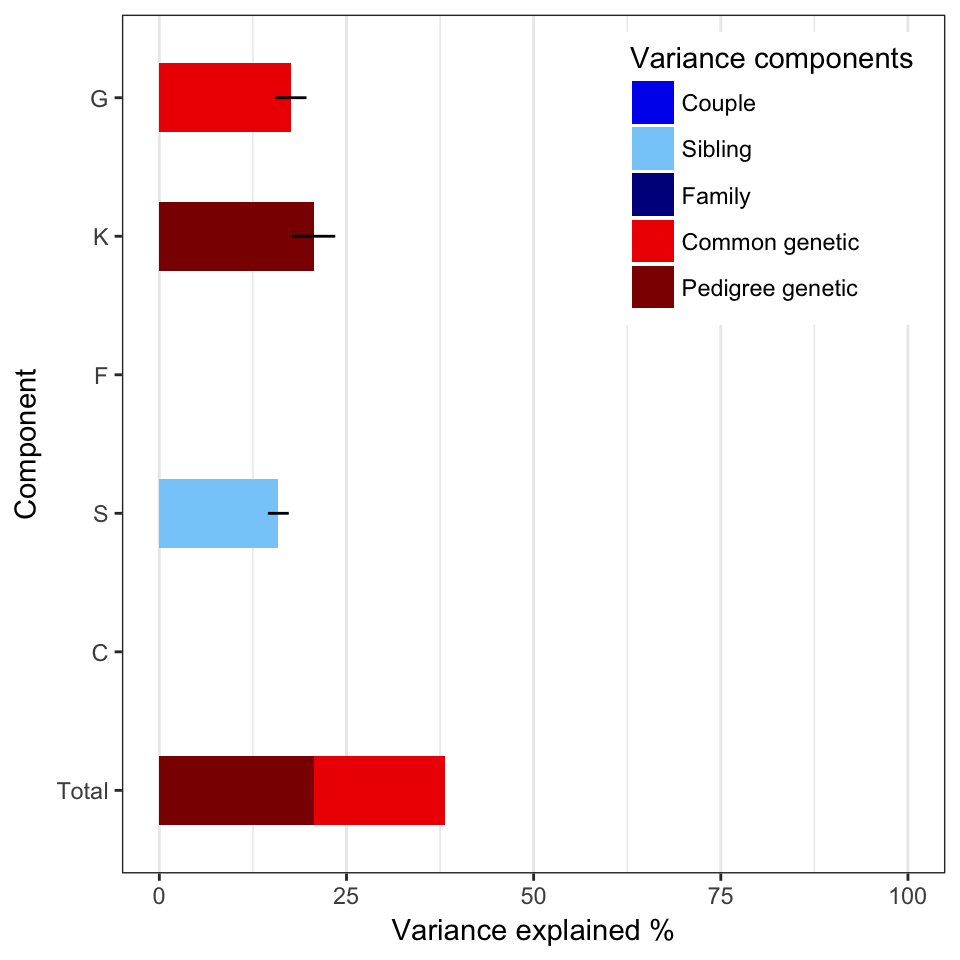 Variance components
Couple
Sibling
Family
Common genetic
Pedigree genetic
G
K
F
S
C
Total
Component
0 25 50 75 100
Variance explained %